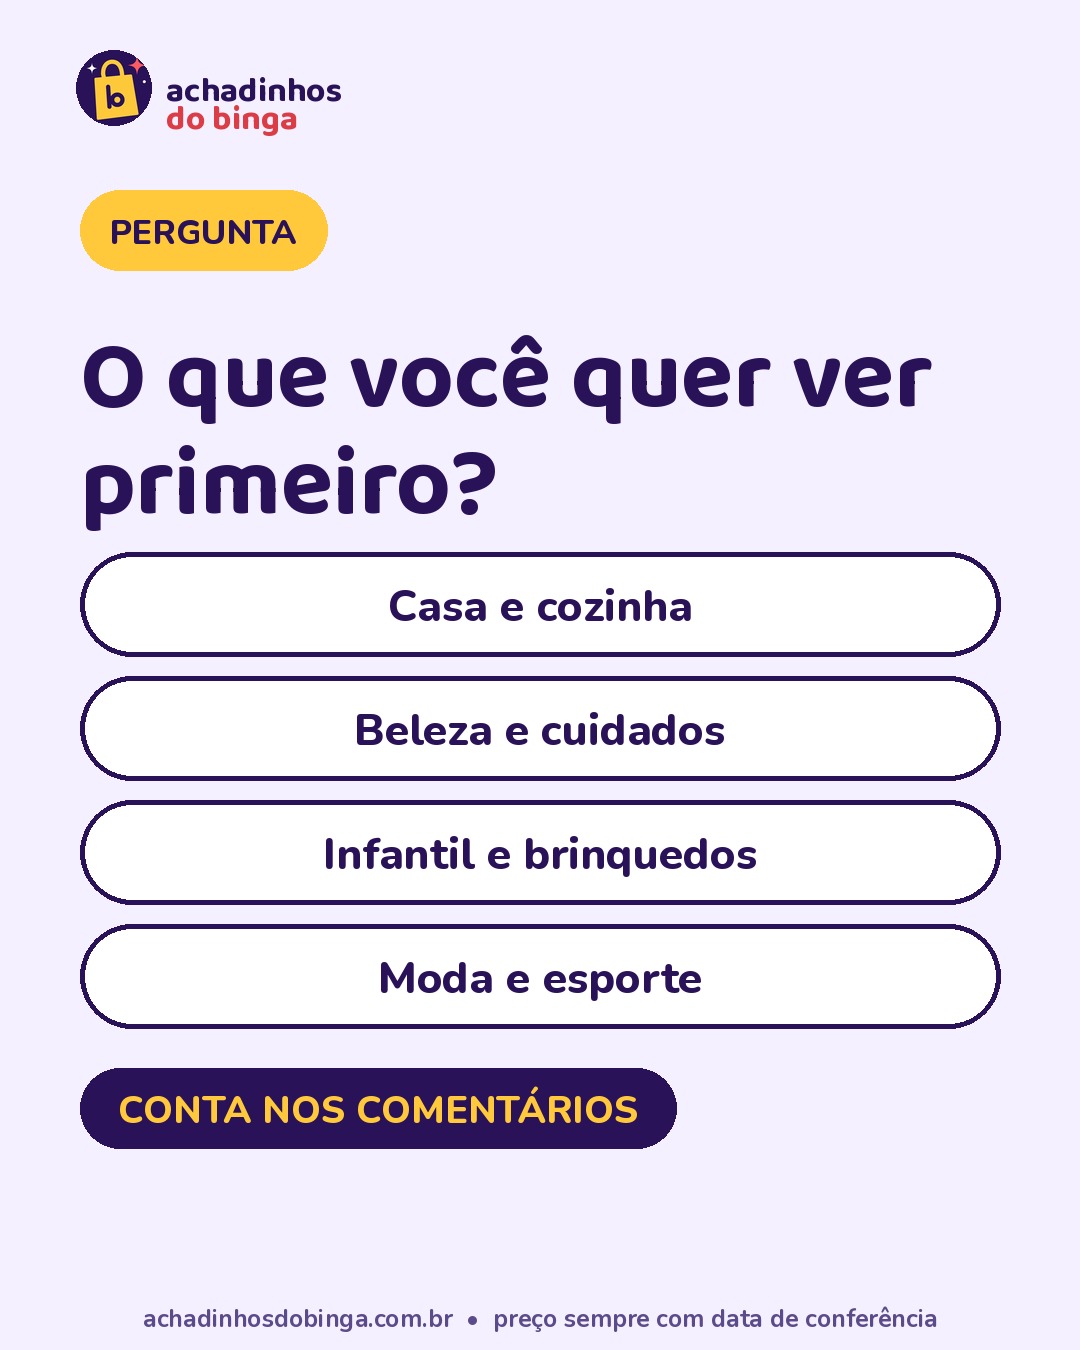 b
achadinhos
do binga
PERGUNTA
O que você quer ver
primeiro?
Casa e cozinha
Beleza e cuidados
Infantil e brinquedos
Moda e esporte
CONTA NOS COMENTÁRIOS
achadinhosdobinga.com.br • preço sempre com data de conferência